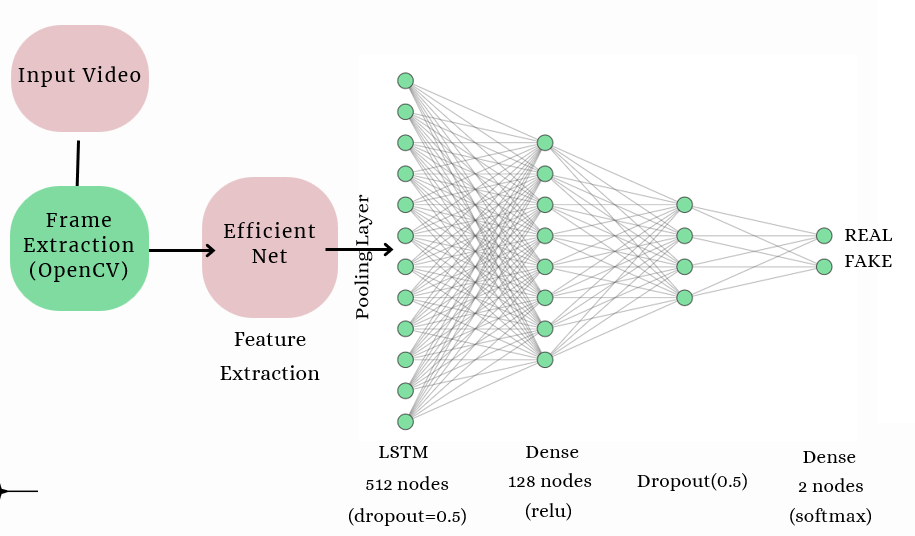 Input Video
Frame
Extraction
(OpenCV)
Efficient
Net
Feature
Extraction
Pooling Layer
REAL
FAKE
LSTM
512 nodes
(dropout=0.5)
Dense
128 nodes
(relu)
Dropout(0.5)
Dense
2 nodes
(softmax)